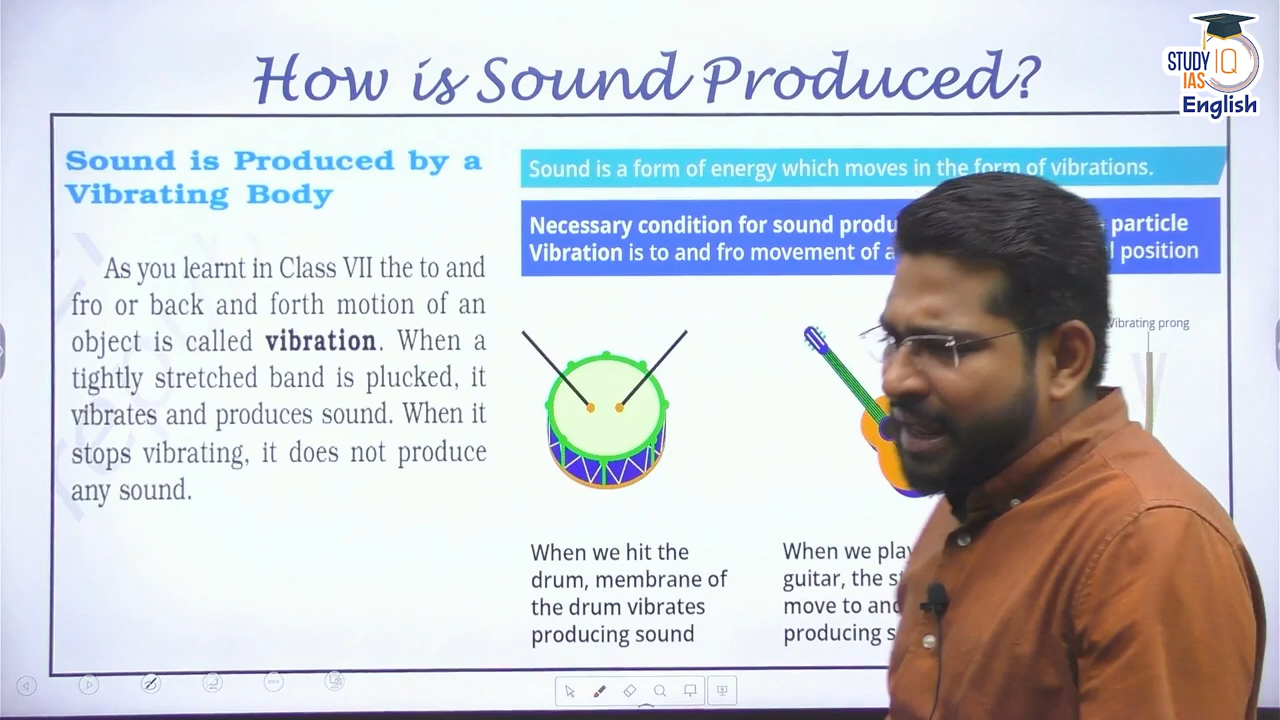 How is Sound Produced?
STUDY IQ
IAS
English
Sound is Produced by a
Vibrating Body
As you learnt in Class VII the to and
fro or back and forth motion of an
object is called vibration. When a
tightly stretched band is plucked, it
vibrates and produces sound. When it
stops vibrating, it does not produce
any sound.
Sound is a form of energy which moves in the form of vibrations.
Necessary condition for sound particle
Vibration is to and fro movement of position
Vibrating prong
When we hit the
drum, membrane of
the drum vibrates
producing sound
When we
guitar, the
move to
producing